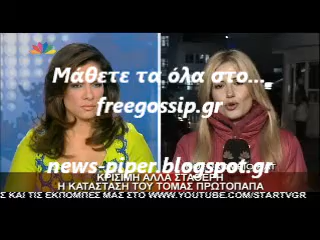 Μάθετε τα όλα στο...
freegossip.gr
news-piper.blogspot.gr
ΚΡΙΣΙΜΗ ΑΛΛΑ ΣΤΑΘΕΡΗ
Η ΚΑΤΑΣΤΑΣΗ ΤΟΥ ΤΟΜΑΣ ΠΡΩΤΟΠΑΠΑ
ΚΑΙ ΤΙΣ ΕΚΠΟΜΠΕΣ ΜΑΣ ΣΤΟ WWW.YOUTUBE.COM/STARTVGR